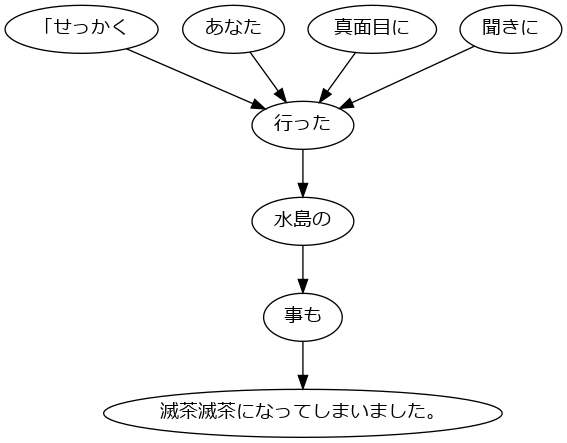 「せっかく
あなた
真面目に
聞きに
行った
水島の
事も
滅茶滅茶になってしまいました。